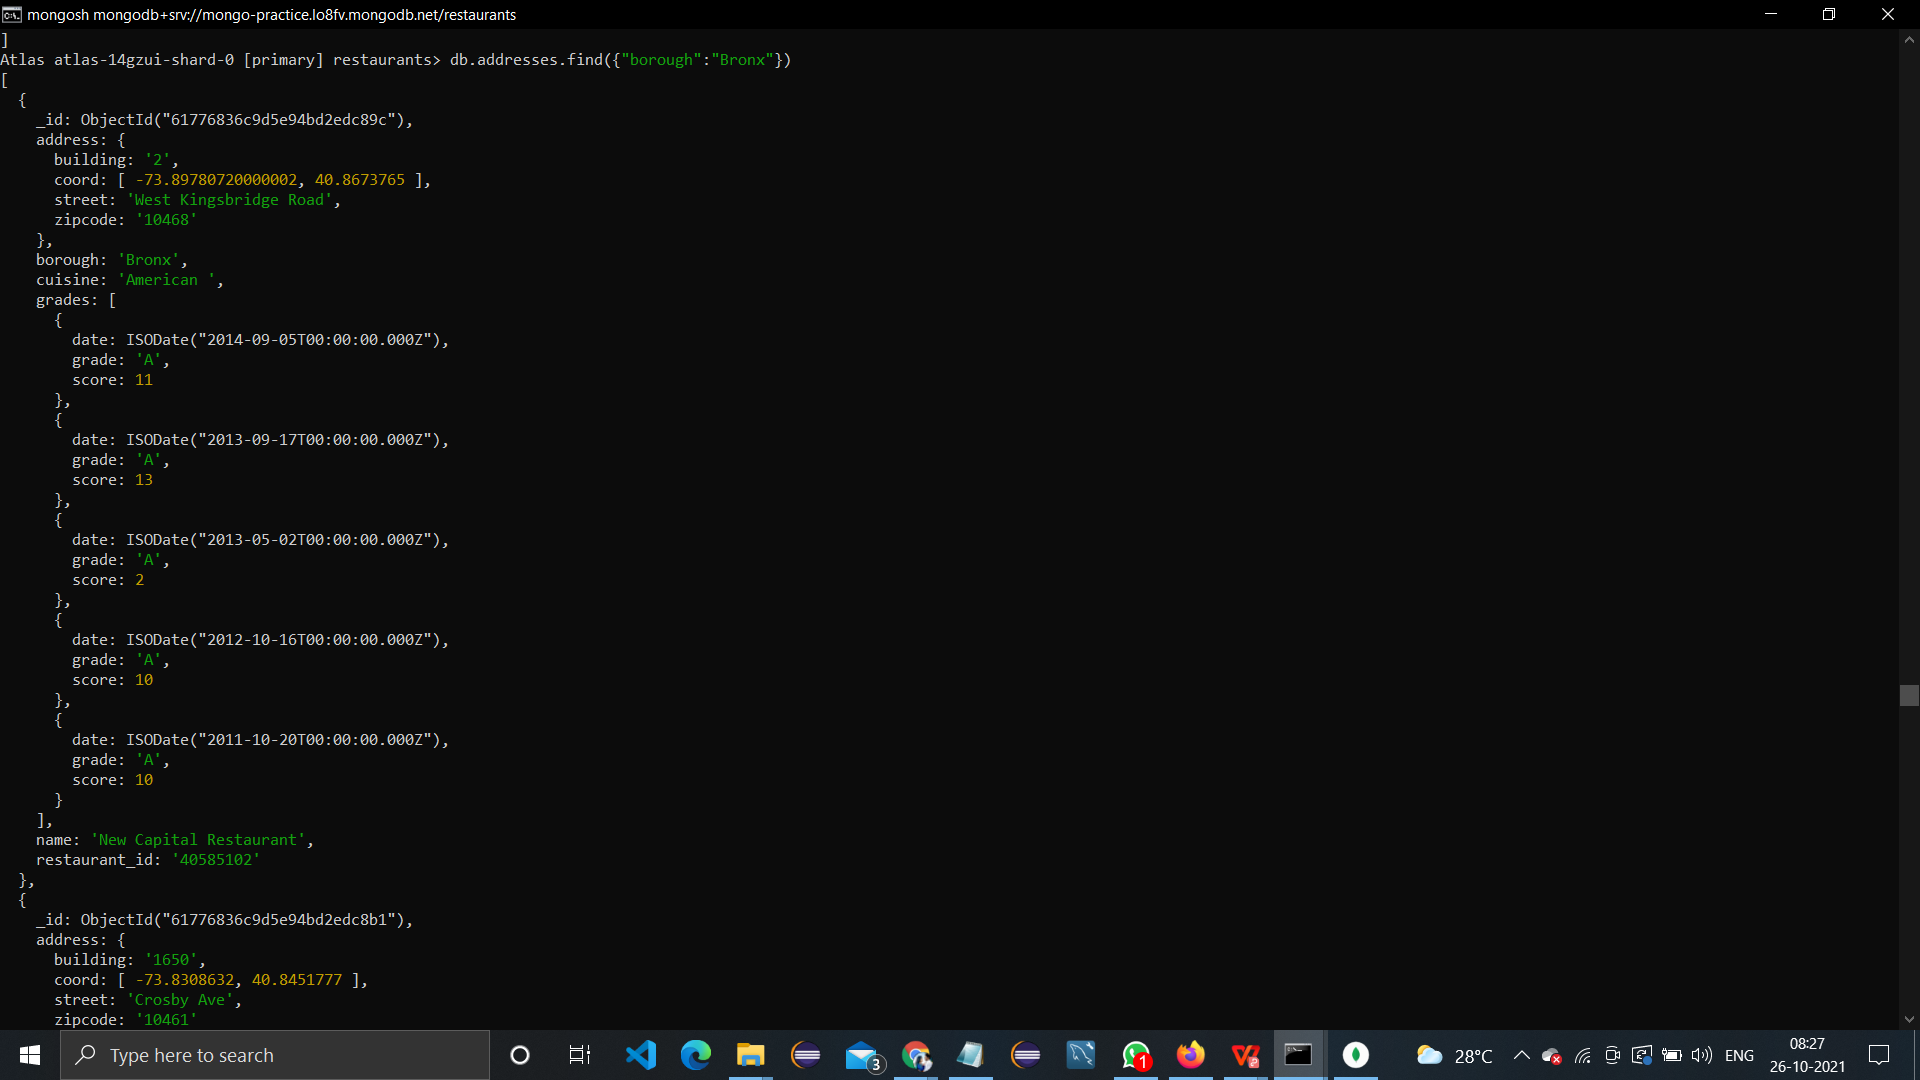 mongosh mongodb+srv://mongo-practice.lo8fv.mongodb.net/restaurants
]
Atlas atlas-14gzui-shard-0 [primary] restaurants> db.addresses.find({"borough":"Bronx"})
[
  {
    _id: ObjectId("61776836c9d5e94bd2edc89c"),
    address: {
      building: '2',
      coord: [ -73.89780720000002, 40.8673765 ],
      street: 'West Kingsbridge Road',
      zipcode: '10468'
    },
    borough: 'Bronx',
    cuisine: 'American ',
    grades: [
      {
        date: ISODate("2014-09-05T00:00:00.000Z"),
        grade: 'A',
        score: 11
      },
      {
        date: ISODate("2013-09-17T00:00:00.000Z"),
        grade: 'A',
        score: 13
      },
      {
        date: ISODate("2013-05-02T00:00:00.000Z"),
        grade: 'A',
        score: 2
      },
      {
        date: ISODate("2012-10-16T00:00:00.000Z"),
        grade: 'A',
        score: 10
      },
      {
        date: ISODate("2011-10-20T00:00:00.000Z"),
        grade: 'A',
        score: 10
      }
    ],
    name: 'New Capital Restaurant',
    restaurant_id: '40585102'
  },
  {
    _id: ObjectId("61776836c9d5e94bd2edc8b1"),
    address: {
      building: '1650',
      coord: [ -73.8308632, 40.8451777 ],
      street: 'Crosby Ave',
      zipcode: '10461'
Type here to search
3
1
28°C
ENG
08:27
26-10-2021